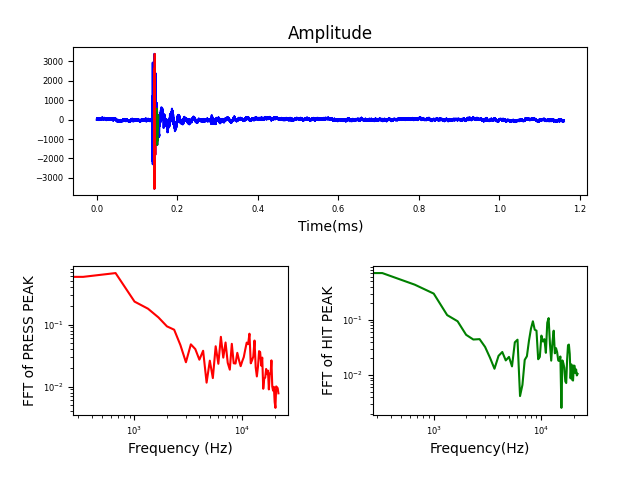 Amplitude
3000
2000
1000
0
−1000
−2000
−3000
0.0 0.2 0.4 0.6 0.8 1.0 1.2
Time(ms)
FFT of PRESS PEAK
10⁻¹
10⁻²
10³ 10⁴
Frequency (Hz)
FFT of HIT PEAK
10⁻¹
10⁻²
10³ 10⁴
Frequency(Hz)